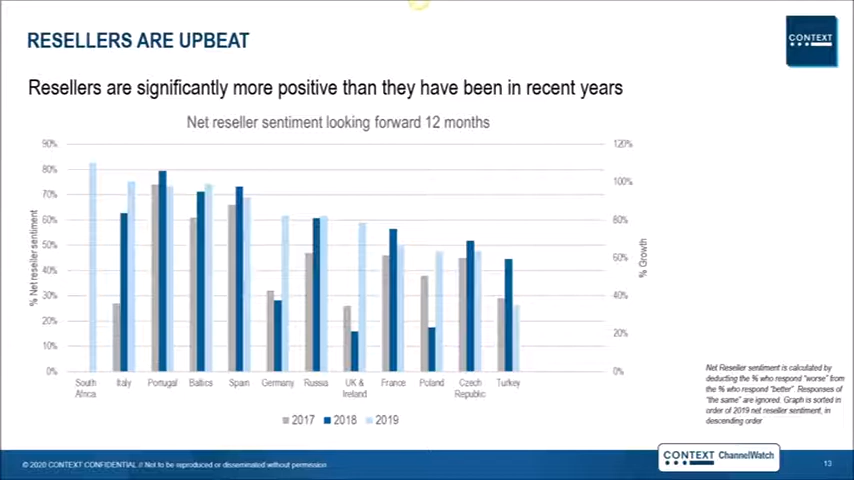 RESELLERS ARE UPBEAT
CONTEXT
Resellers are significantly more positive than they have been in recent years
Net reseller sentiment looking forward 12 months
90%
80%
70%
60%
50%
40%
30%
20%
10%
0%
% Net reseller sentiment
120%
100%
80%
60%
40%
20%
0%
% Growth
South Africa
Italy
Portugal
Baltics
Spain
Germany
Russia
UK & Ireland
France
Poland
Czech Republic
Turkey
2017 2018 2019
Net Reseller sentiment is calculated by
deducting the % who respond "worse" from
the % who respond "better". Responses of
"the same" are ignored. Graph is sorted in
order of 2019 net reseller sentiment, in
descending order
© 2020 CONTEXT CONFIDENTIAL // Not to be reproduced or disseminated without permission
CONTEXT ChannelWatch
13